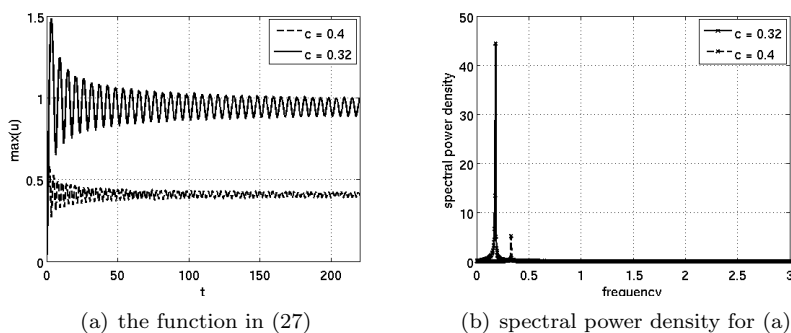 1.5
1
0.5
0
max(u)
c = 0.4
c = 0.32
0
50
100
150
200
t
(a) the function in (27)
50
40
30
20
10
0
spectral power density
c = 0.32
c = 0.4
0
0.5
1
1.5
2
2.5
3
frequency
(b) spectral power density for (a)